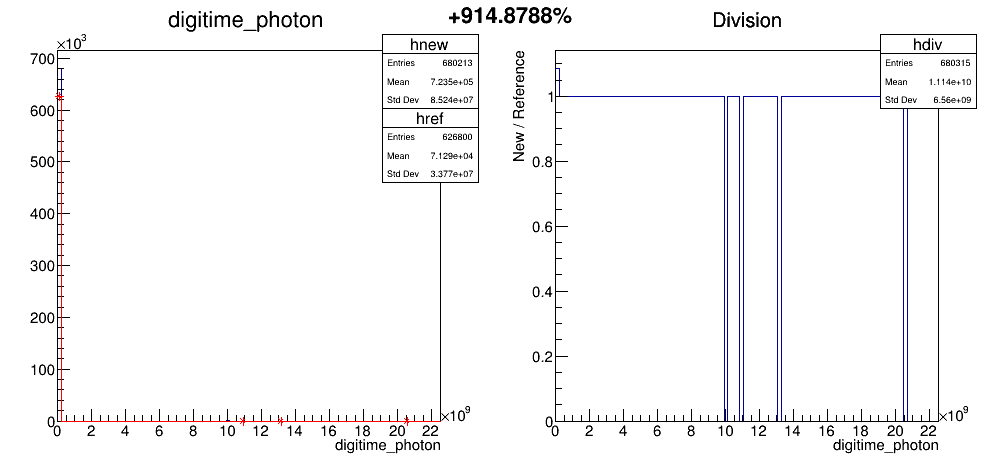 +914.8788%
digitime_photon
×10³
700
600
500
400
300
200
100
0
0 2 4 6 8 10 12 14 16 18 20 22
×10⁹
digitime_photon
hnew
Entries 680213
Mean 7.235e+05
Std Dev 8.524e+07
href
Entries 626800
Mean 7.129e+04
Std Dev 3.377e+07
Division
New / Reference
1
0.8
0.6
0.4
0.2
0
0 2 4 6 8 10 12 14 16 18 20 22
×10⁹
digitime_photon
hdiv
Entries 680315
Mean 1.114e+10
Std Dev 6.56e+09